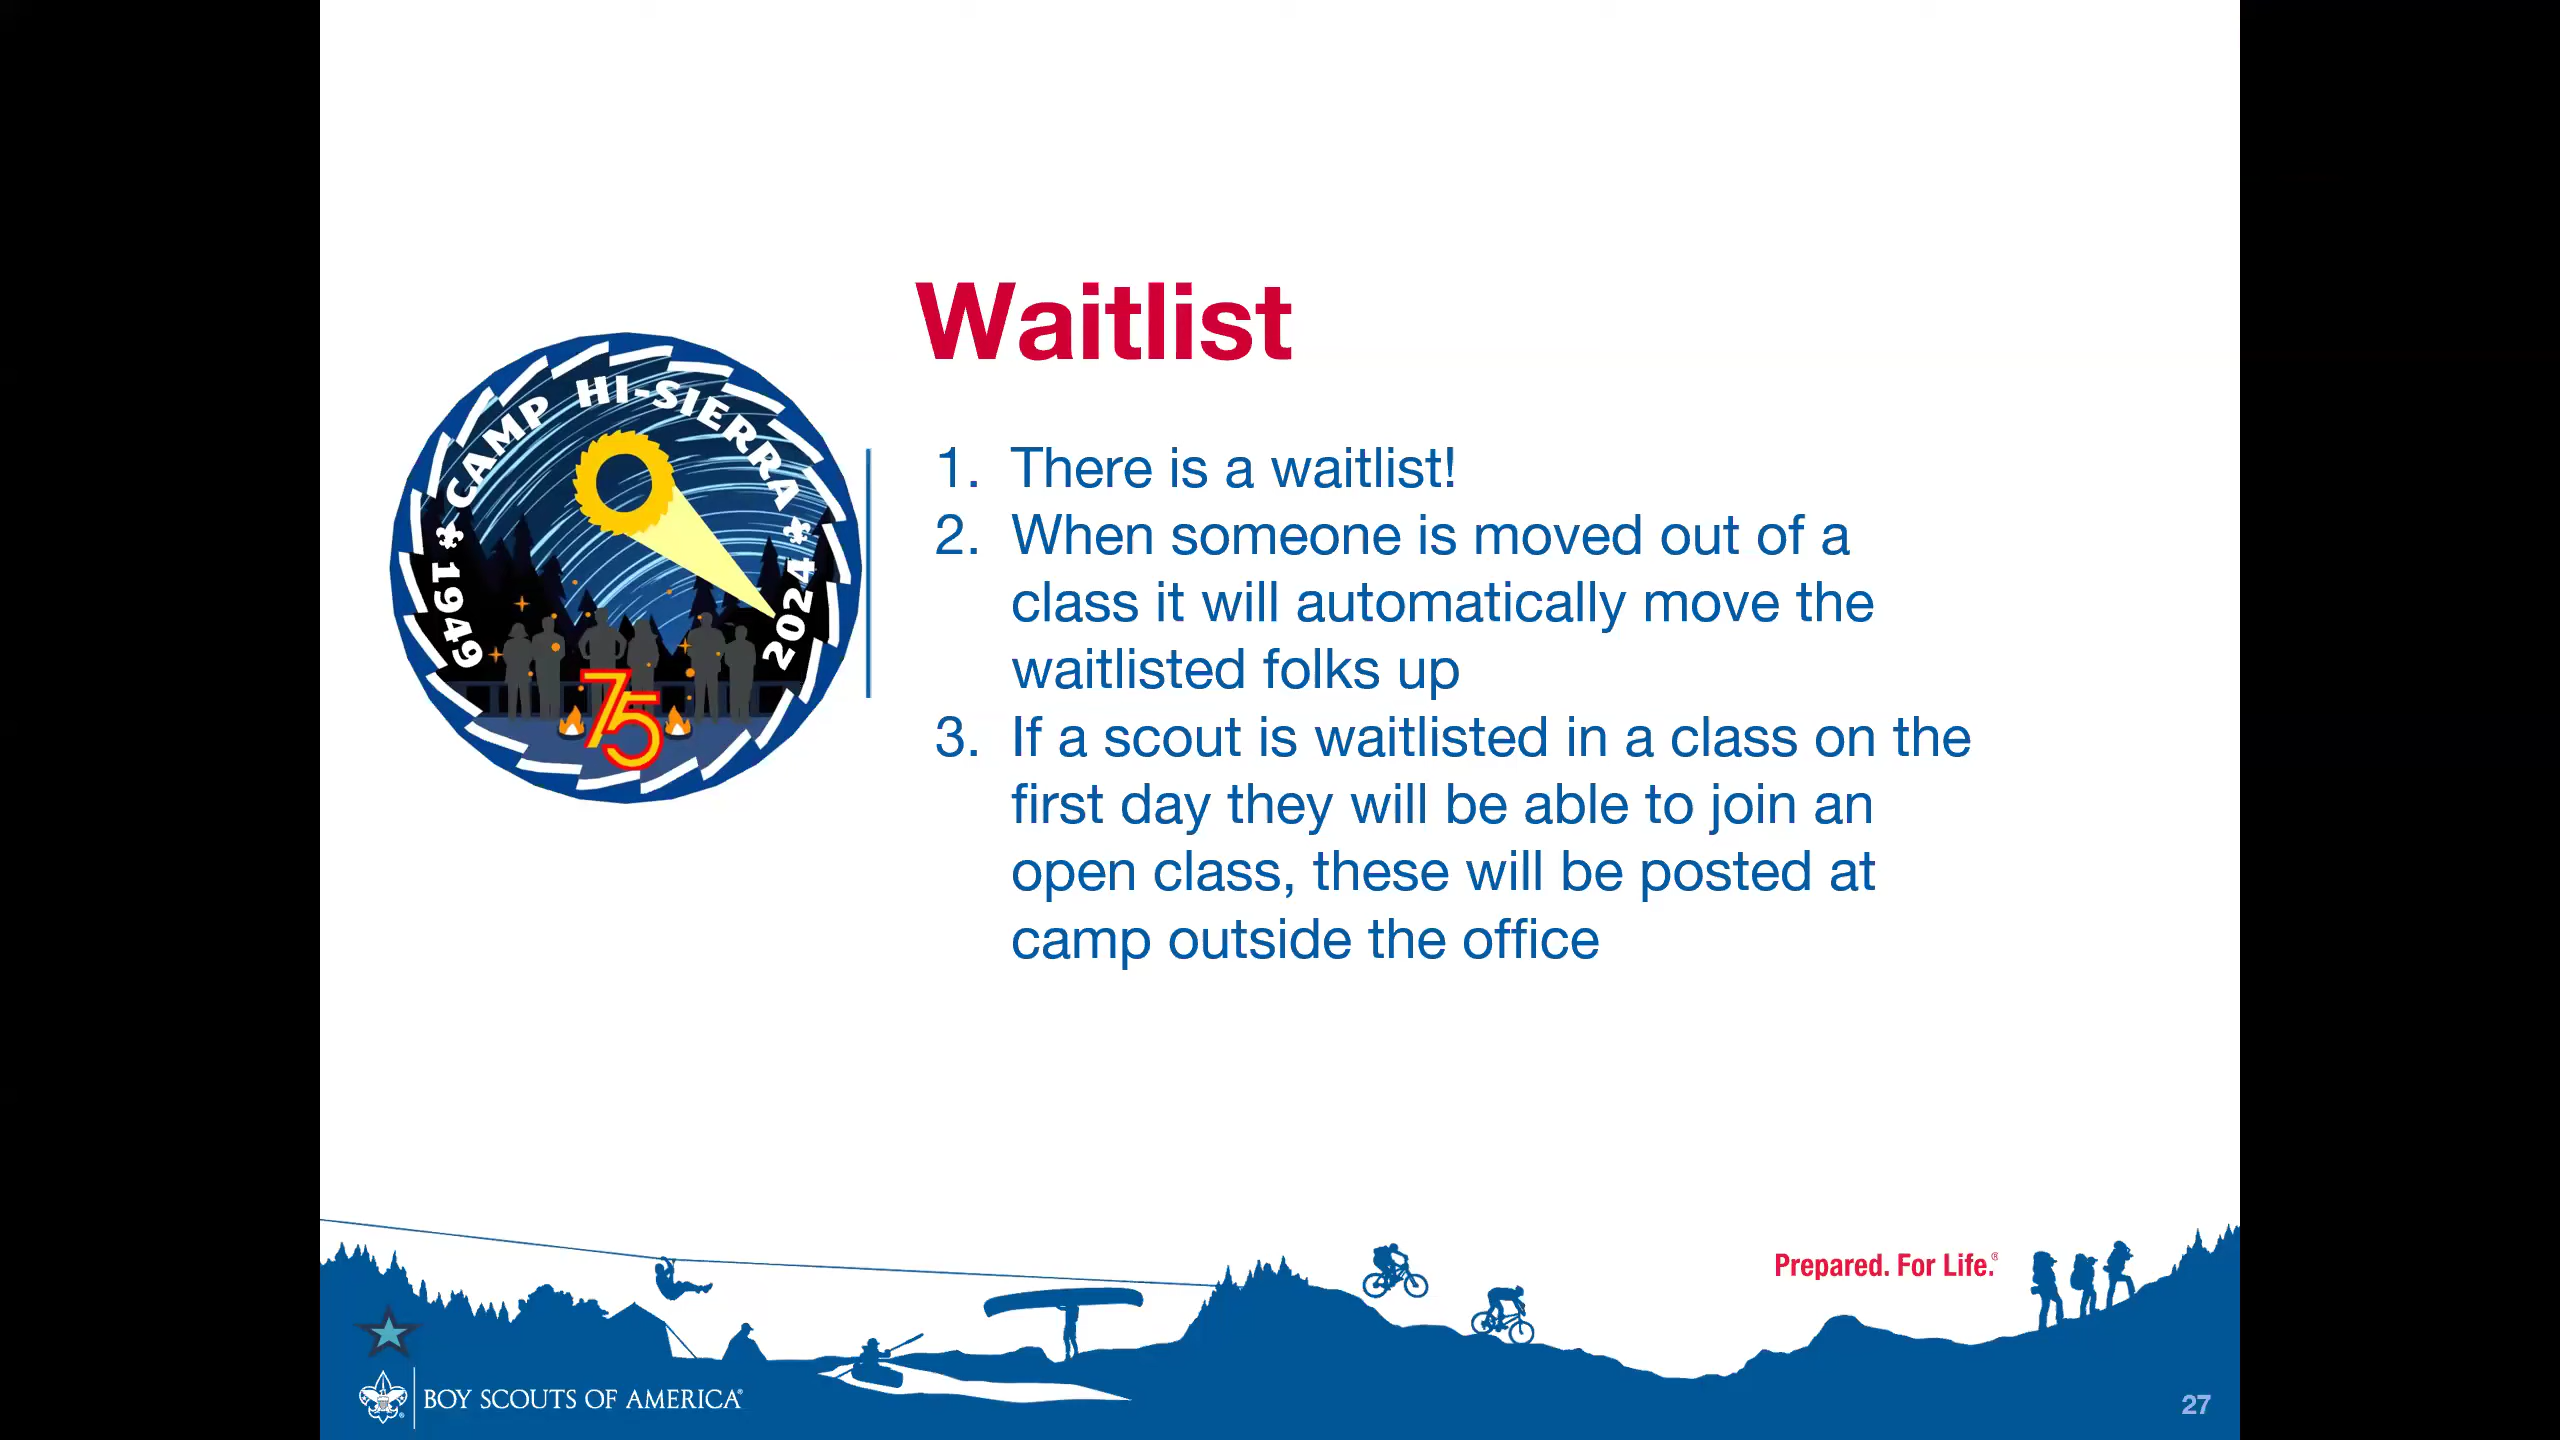 Waitlist
CAMP HI-SIERRA
1949
2024
75
1. There is a waitlist!
2. When someone is moved out of a
class it will automatically move the
waitlisted folks up
3. If a scout is waitlisted in a class on the
first day they will be able to join an
open class, these will be posted at
camp outside the office
Prepared. For Life.®
BOY SCOUTS OF AMERICA®
27